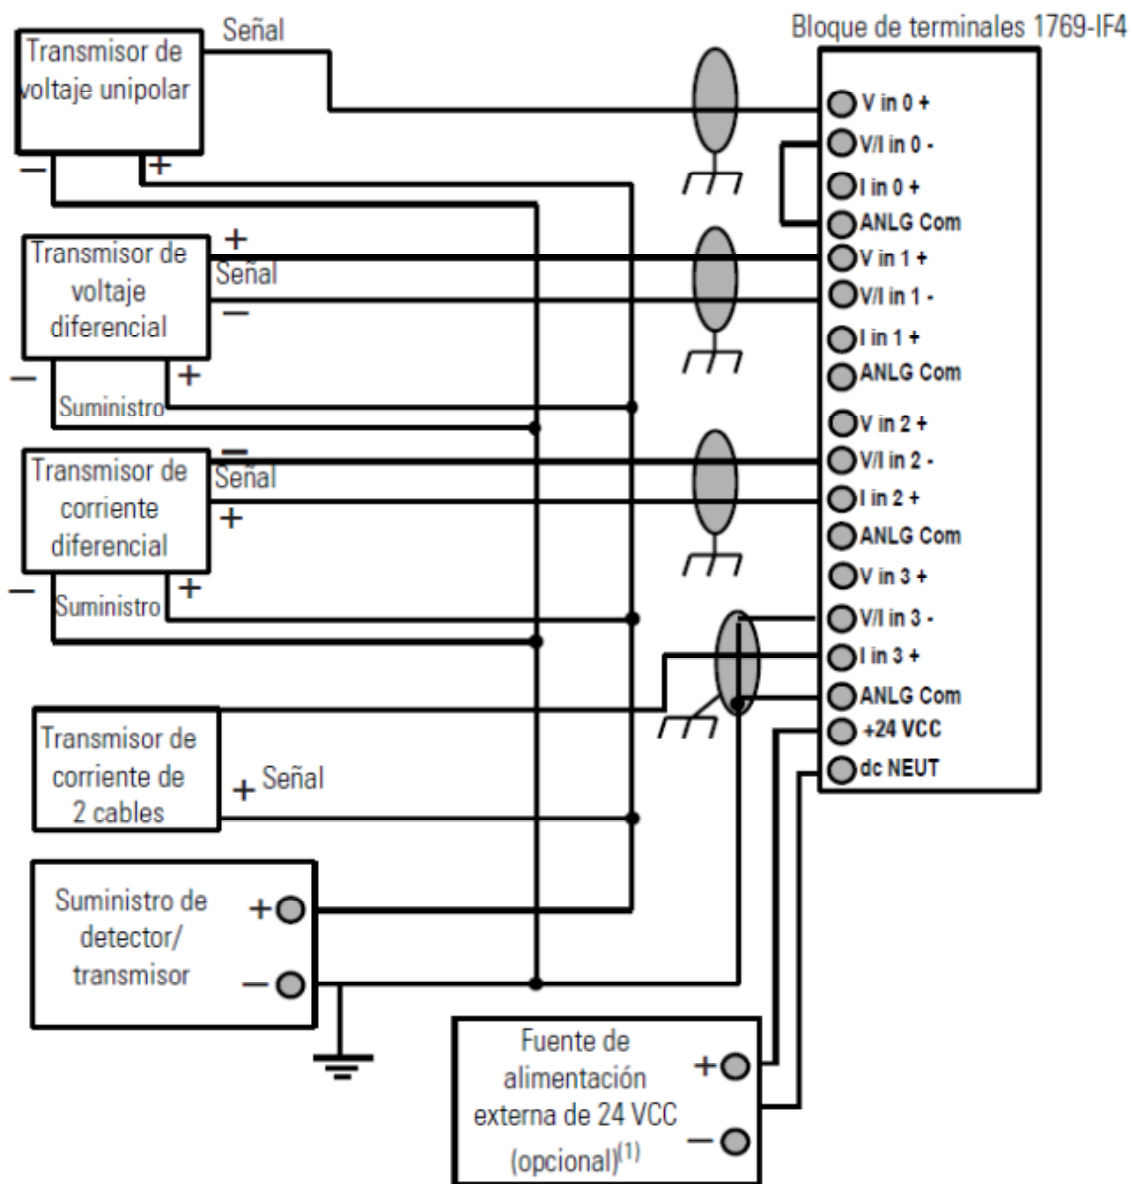 Bloque de terminales 1769-IF4
Señal
Transmisor de
voltaje unipolar
−
+
Transmisor de
voltaje
diferencial
+
Señal
−
−
+
Suministro
Transmisor de
corriente
diferencial
−
Señal
+
−
+
Suministro
Transmisor de
corriente de
2 cables
+ Señal
Suministro de
detector/
transmisor
+
−
Fuente de
alimentación
externa de 24 VCC
(opcional)(1)
+
−
V in 0 +
V/I in 0 -
I in 0 +
ANLG Com
V in 1 +
V/I in 1 -
I in 1 +
ANLG Com
V in 2 +
V/I in 2 -
I in 2 +
ANLG Com
V in 3 +
V/I in 3 -
I in 3 +
ANLG Com
+24 VCC
dc NEUT